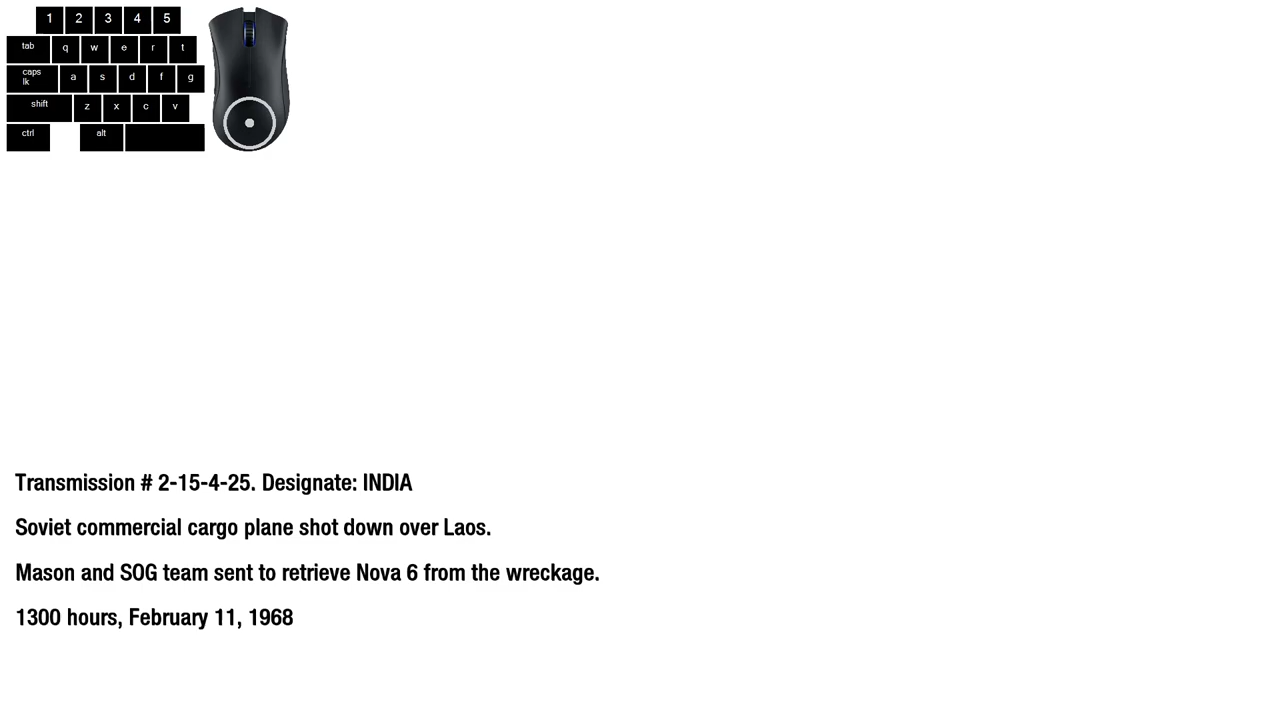 1 2 3 4 5
tab q w e r t
caps lk a s d f g
shift z x c v
ctrl alt
Transmission # 2-15-4-25. Designate: INDIA
Soviet commercial cargo plane shot down over Laos.
Mason and SOG team sent to retrieve Nova 6 from the wreckage.
1300 hours, February 11, 1968